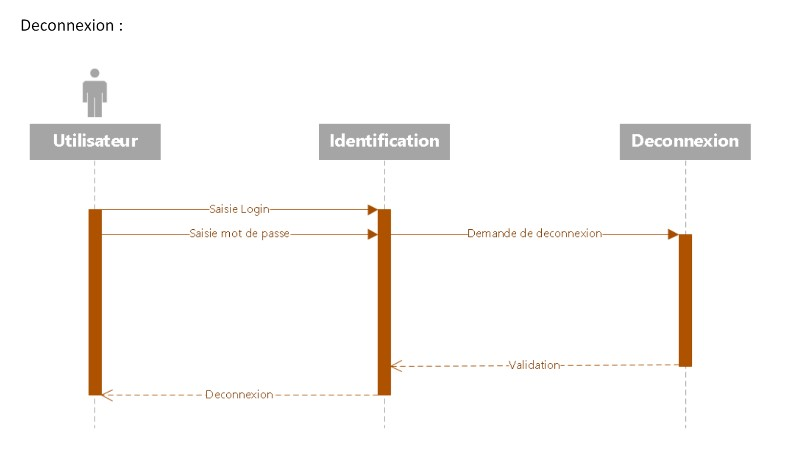 Deconnexion :
Utilisateur
Identification
Deconnexion
Saisie Login
Saisie mot de passe
Demande de deconnexion
Validation
Deconnexion